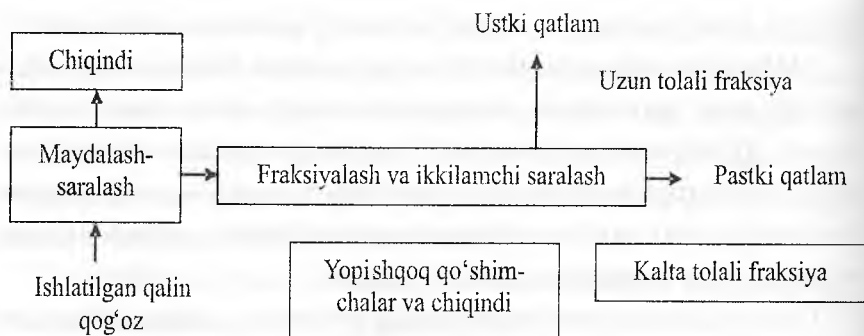 Ustki qatlam
Chiqindi
Uzun tolali fraksiya
Maydalash-
saralash
Fraksiyalash va ikkilamchi saralash
Pastki qatlam
Ishlatilgan qalin
qog‘oz
Yopishqoq qo‘shim-
chalar va chiqindi
Kalta tolali fraksiya